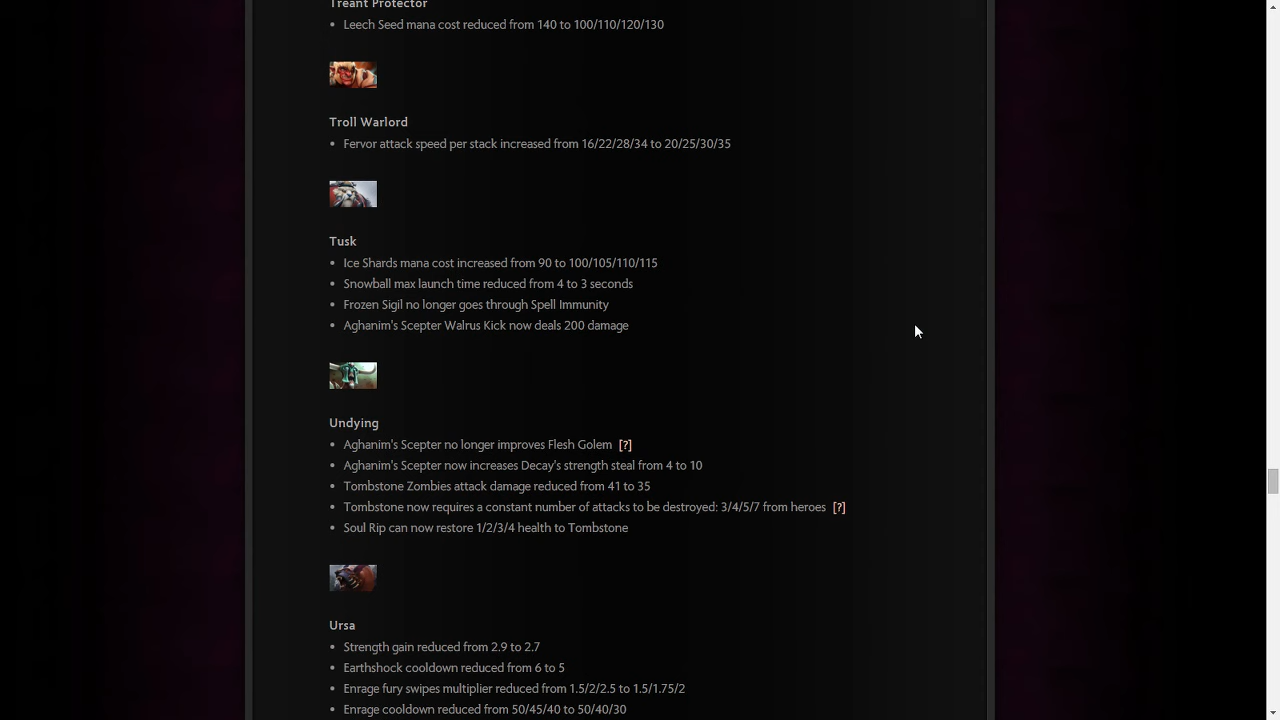 Treant Protector
• Leech Seed mana cost reduced from 140 to 100/110/120/130
Troll Warlord
• Fervor attack speed per stack increased from 16/22/28/34 to 20/25/30/35
Tusk
• Ice Shards mana cost increased from 90 to 100/105/110/115
• Snowball max launch time reduced from 4 to 3 seconds
• Frozen Sigil no longer goes through Spell Immunity
• Aghanim's Scepter Walrus Kick now deals 200 damage
Undying
• Aghanim's Scepter no longer improves Flesh Golem [?]
• Aghanim's Scepter now increases Decay's strength steal from 4 to 10
• Tombstone Zombies attack damage reduced from 41 to 35
• Tombstone now requires a constant number of attacks to be destroyed: 3/4/5/7 from heroes [?]
• Soul Rip can now restore 1/2/3/4 health to Tombstone
Ursa
• Strength gain reduced from 2.9 to 2.7
• Earthshock cooldown reduced from 6 to 5
• Enrage fury swipes multiplier reduced from 1.5/2/2.5 to 1.5/1.75/2
• Enrage cooldown reduced from 50/45/40 to 50/40/30